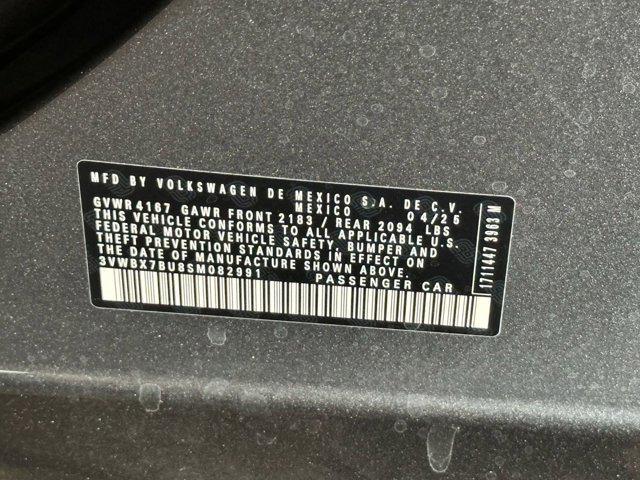 MFD BY VOLKSWAGEN DE MEXICO S.A. DE C.V.
MEXICO 04/25
GVWR 4167 GAWR FRONT 2183 / REAR 2094 LBS
THIS VEHICLE CONFORMS TO ALL APPLICABLE U.S.
FEDERAL MOTOR VEHICLE SAFETY, BUMPER AND
THEFT PREVENTION STANDARDS IN EFFECT ON
THE DATE OF MANUFACTURE SHOWN ABOVE.
3VWBX7BU8SM082991 PASSENGER CAR
1711447 3963 M